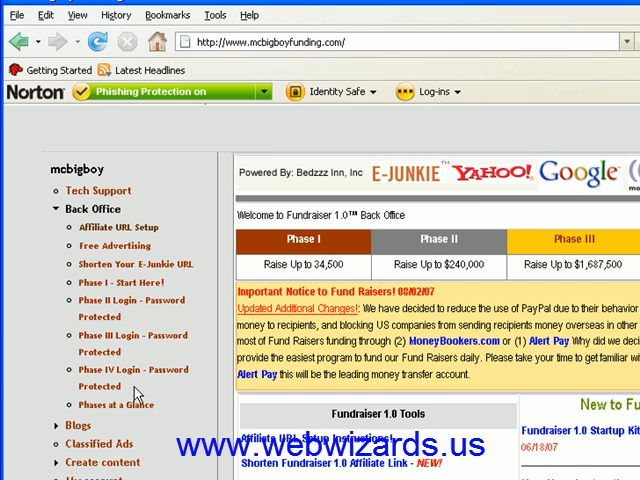 File Edit View History Bookmarks Tools Help
http://www.mcbigboyfunding.com/
Getting Started Latest Headlines
Norton Phishing Protection on Identity Safe Log-ins
mcbigboy
Tech Support
Back Office
Affiliate URL Setup
Free Advertising
Shorten Your E-Junkie URL
Phase I - Start Here!
Phase II Login - Password
Protected
Phase III Login - Password
Protected
Phase IV Login - Password
Protected
Phases at a Glance
Blogs
Classified Ads
Create content
Powered By: Bedzzz Inn, Inc E-JUNKIE™ YAHOO! Google
Welcome to Fundraiser 1.0™ Back Office
Phase I Phase II Phase III
Raise Up to 34,500 Raise Up to $240,000 Raise Up to $1,687,500
Important Notice to Fund Raisers! 08/02/07
Updated Additional Changes!: We have decided to reduce the use of PayPal due to their behavior
money to recipients, and blocking US companies from sending recipients money overseas in other
most of Fund Raisers funding through (2) MoneyBookers.com or (1) Alert Pay Why did we deci
provide the easiest program to fund our Fund Raisers daily. Please take your time to get familiar wit
Alert Pay this will be the leading money transfer account.
Fundraiser 1.0 Tools
Affiliate URL Setup Instructions!
Shorten Fundraiser 1.0 Affiliate Link - NEW!
New to Fu
Fundraiser 1.0 Startup Kit
06/18/07
www.webwizards.us